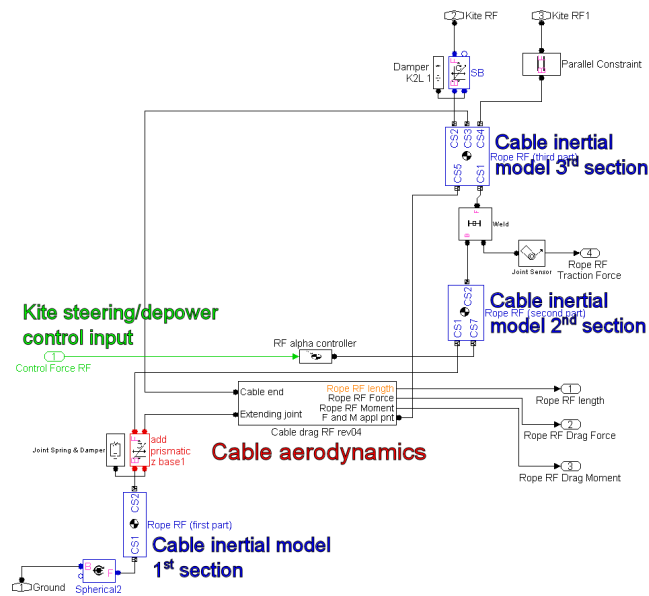 2 Kite RF
3 Kite RF1
Damper
K2L 1
B F
SB
B F
Parallel Constraint
CS2 CS3 CS4
CS5 CS1
Rope RF (third part)
Cable inertial
model 3rd section
F
B
Weld
Joint Sensor
4
Rope RF
Traction Force
CS2
CS1 CS7
Rope RF (second part)
Cable inertial
model 2nd section
Kite steering/depower
control input
1
Control Force RF
RF alpha controller
Cable end
Extending joint
Rope RF length
Rope RF Force
Rope RF Moment
F and M appl pnt
Cable drag RF rev04
1
Rope RF length
2
Rope RF Drag Force
3
Rope RF Drag Moment
Cable aerodynamics
Joint Spring & Damper
B F
add
prismatic
z base1
CS2
CS1
Rope RF (first part)
Cable inertial model
1st section
B F
Spherical2
1 Ground